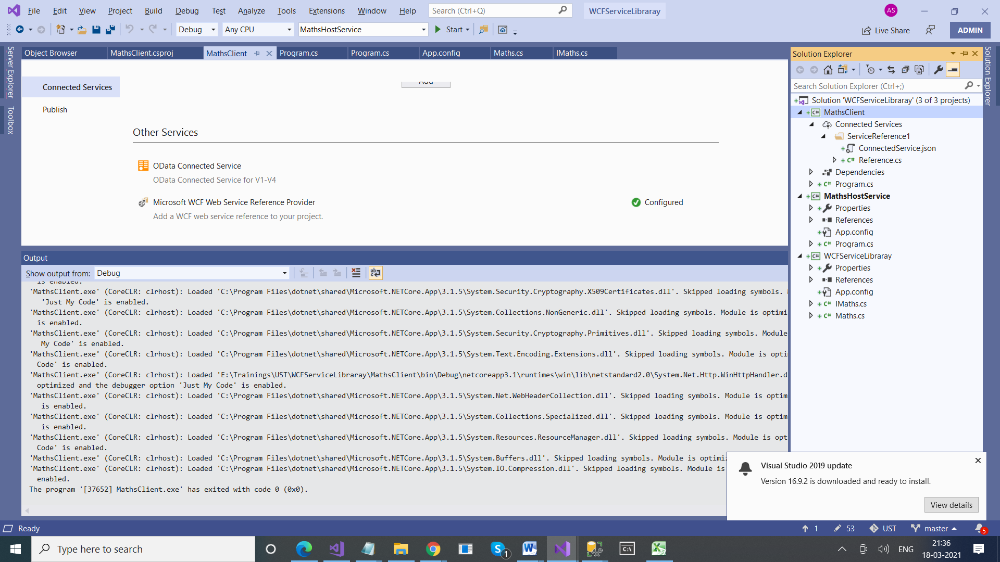 File Edit View Project Build Debug Test Analyze Tools Extensions Window Help Search (Ctrl+Q) WCFServiceLibraray AS
Debug Any CPU MathsHostService Start Live Share ADMIN
Server Explorer
Toolbox
Object Browser MathsClient.csproj MathsClient Program.cs Program.cs App.config Maths.cs IMaths.cs
Connected Services
Publish
Add
Other Services
OData Connected Service
OData Connected Service for V1-V4
Microsoft WCF Web Service Reference Provider Configured
Add a WCF web service reference to your project.
Output
Show output from: Debug
is enabled.
'MathsClient.exe' (CoreCLR: clrhost): Loaded 'C:\Program Files\dotnet\shared\Microsoft.NETCore.App\3.1.5\System.Security.Cryptography.X509Certificates.dll'. Skipped loading symbols.
'Just My Code' is enabled.
'MathsClient.exe' (CoreCLR: clrhost): Loaded 'C:\Program Files\dotnet\shared\Microsoft.NETCore.App\3.1.5\System.Collections.NonGeneric.dll'. Skipped loading symbols. Module is optimi
is enabled.
'MathsClient.exe' (CoreCLR: clrhost): Loaded 'C:\Program Files\dotnet\shared\Microsoft.NETCore.App\3.1.5\System.Security.Cryptography.Primitives.dll'. Skipped loading symbols. Module
My Code' is enabled.
'MathsClient.exe' (CoreCLR: clrhost): Loaded 'C:\Program Files\dotnet\shared\Microsoft.NETCore.App\3.1.5\System.Text.Encoding.Extensions.dll'. Skipped loading symbols. Module is opti
Code' is enabled.
'MathsClient.exe' (CoreCLR: clrhost): Loaded 'E:\Trainings\UST\WCFServiceLibraray\MathsClient\bin\Debug\netcoreapp3.1\runtimes\win\lib\netstandard2.0\System.Net.Http.WinHttpHandler.d
optimized and the debugger option 'Just My Code' is enabled.
'MathsClient.exe' (CoreCLR: clrhost): Loaded 'C:\Program Files\dotnet\shared\Microsoft.NETCore.App\3.1.5\System.Net.WebHeaderCollection.dll'. Skipped loading symbols. Module is optim
is enabled.
'MathsClient.exe' (CoreCLR: clrhost): Loaded 'C:\Program Files\dotnet\shared\Microsoft.NETCore.App\3.1.5\System.Collections.Specialized.dll'. Skipped loading symbols. Module is optim
is enabled.
'MathsClient.exe' (CoreCLR: clrhost): Loaded 'C:\Program Files\dotnet\shared\Microsoft.NETCore.App\3.1.5\System.Resources.ResourceManager.dll'. Skipped loading symbols. Module is opt
Code' is enabled.
'MathsClient.exe' (CoreCLR: clrhost): Loaded 'C:\Program Files\dotnet\shared\Microsoft.NETCore.App\3.1.5\System.Buffers.dll'. Skipped loading symbols. Module is optimiz
'MathsClient.exe' (CoreCLR: clrhost): Loaded 'C:\Program Files\dotnet\shared\Microsoft.NETCore.App\3.1.5\System.IO.Compression.dll'. Skipped loading symbols. Module is
enabled.
The program '[37652] MathsClient.exe' has exited with code 0 (0x0).
Solution Explorer
Search Solution Explorer (Ctrl+;)
Solution 'WCFServiceLibraray' (3 of 3 projects)
C# MathsClient
Connected Services
ServiceReference1
ConnectedService.json
C# Reference.cs
Dependencies
C# Program.cs
C# MathsHostService
Properties
References
App.config
C# Program.cs
C# WCFServiceLibraray
Properties
References
App.config
C# IMaths.cs
C# Maths.cs
Solution Explorer
Visual Studio 2019 update
Version 16.9.2 is downloaded and ready to install.
View details
Ready 1 53 UST master 5
Type here to search S 1 W C:\ X ENG
21:36
18-03-2021